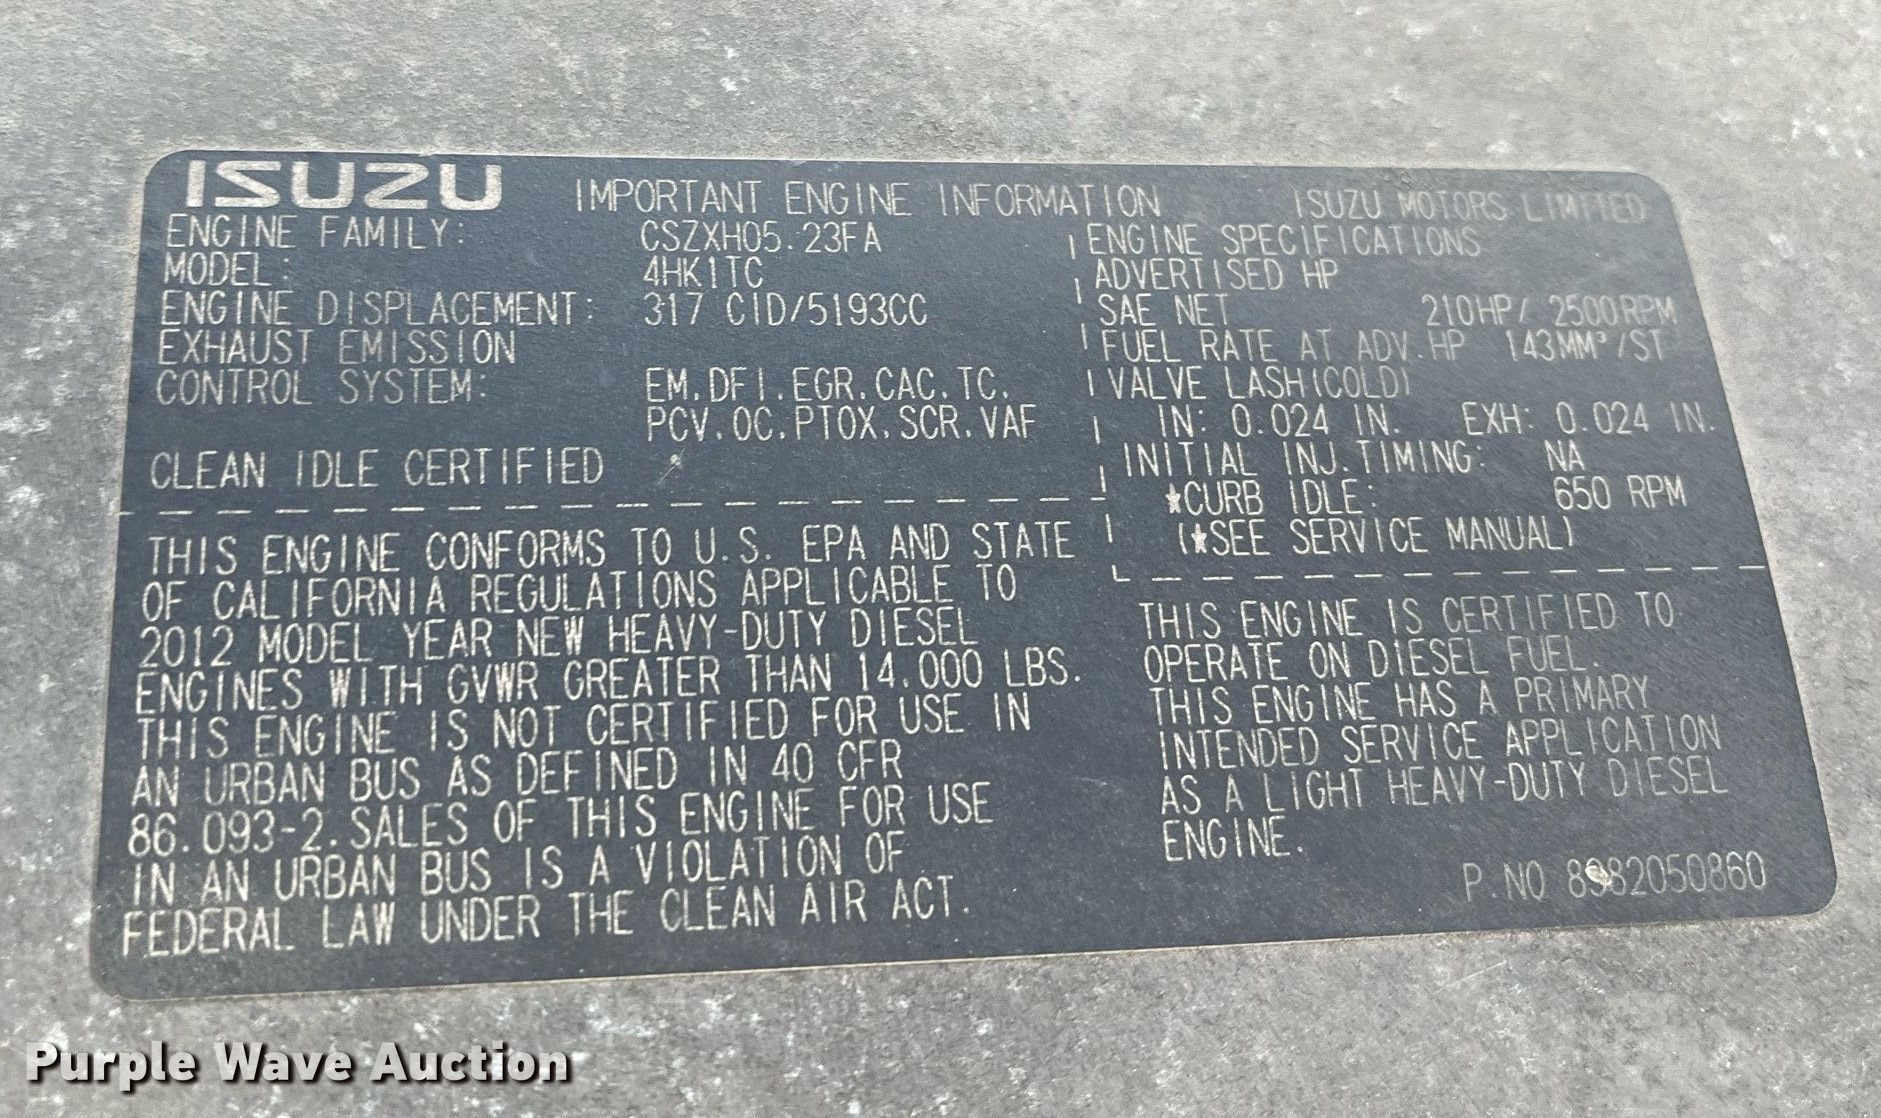 ISUZU IMPORTANT ENGINE INFORMATION ISUZU MOTORS LIMITED
ENGINE FAMILY: CSZXH05.23FA
MODEL: 4HK1TC
ENGINE DISPLACEMENT: 317 CID/5193CC
EXHAUST EMISSION
CONTROL SYSTEM: EM.DFI.EGR.CAC.TC.
PCV.OC.PTOX.SCR.VAF
CLEAN IDLE CERTIFIED
ENGINE SPECIFICATIONS
ADVERTISED HP
SAE NET 210HP/ 2500RPM
FUEL RATE AT ADV.HP 143MM³/ST
VALVE LASH(COLD)
IN: 0.024 IN. EXH: 0.024 IN.
INITIAL INJ.TIMING: NA
★CURB IDLE: 650 RPM
(★SEE SERVICE MANUAL)
THIS ENGINE CONFORMS TO U.S. EPA AND STATE
OF CALIFORNIA REGULATIONS APPLICABLE TO
2012 MODEL YEAR NEW HEAVY-DUTY DIESEL
ENGINES WITH GVWR GREATER THAN 14.000 LBS.
THIS ENGINE IS NOT CERTIFIED FOR USE IN
AN URBAN BUS AS DEFINED IN 40 CFR
86.093-2.SALES OF THIS ENGINE FOR USE
IN AN URBAN BUS IS A VIOLATION OF
FEDERAL LAW UNDER THE CLEAN AIR ACT.
THIS ENGINE IS CERTIFIED TO
OPERATE ON DIESEL FUEL.
THIS ENGINE HAS A PRIMARY
INTENDED SERVICE APPLICATION
AS A LIGHT HEAVY-DUTY DIESEL
ENGINE.
P.NO 8982050860
Purple Wave Auction